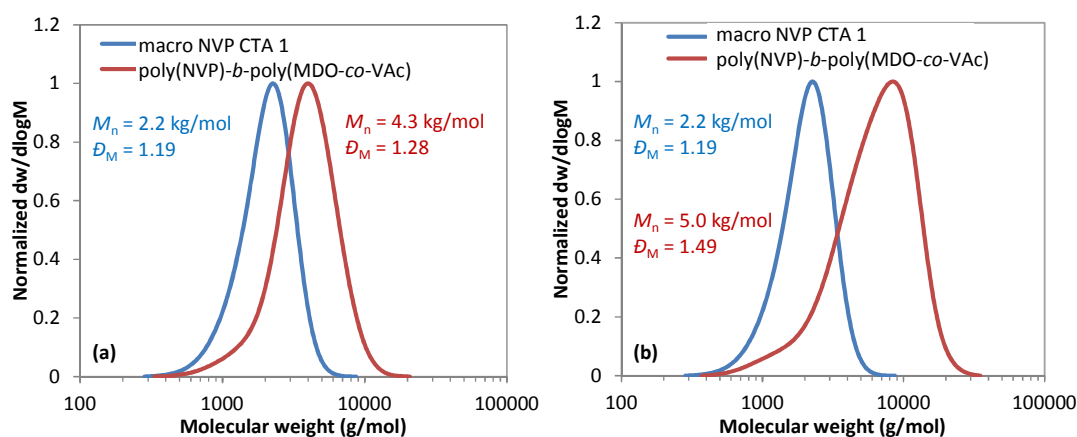 1.2
macro NVP CTA 1
poly(NVP)-b-poly(MDO-co-VAc)
1
Mn = 2.2 kg/mol
ĐM = 1.19
Mn = 4.3 kg/mol
ĐM = 1.28
0.8
0.6
0.4
0.2
0
Normalized dw/dlogM
(a)
100
1000
10000
100000
Molecular weight (g/mol)
1.2
macro NVP CTA 1
poly(NVP)-b-poly(MDO-co-VAc)
1
Mn = 2.2 kg/mol
ĐM = 1.19
0.8
0.6
Mn = 5.0 kg/mol
ĐM = 1.49
0.4
0.2
0
Normalized dw/dlogM
(b)
100
1000
10000
100000
Molecular weight (g/mol)